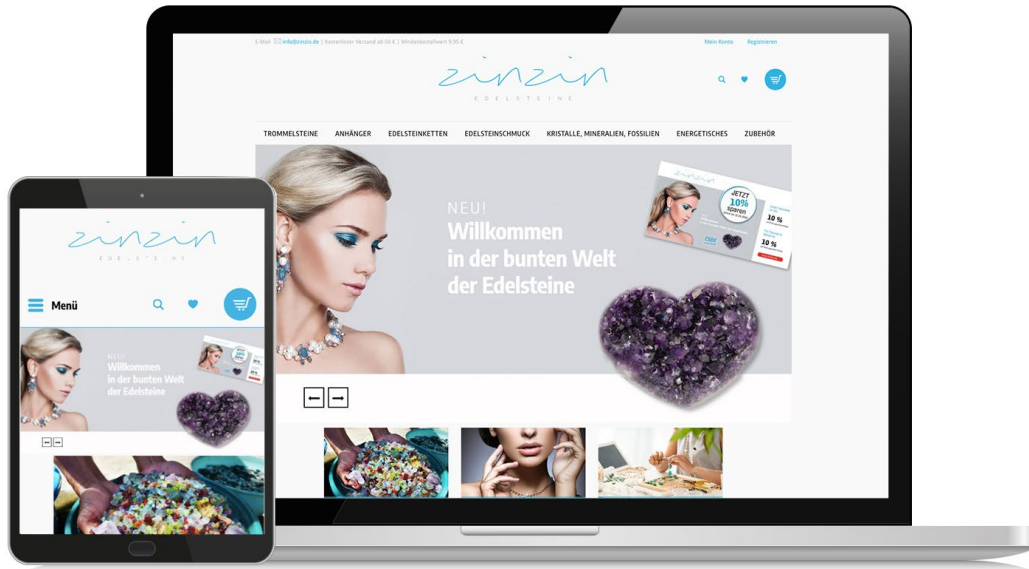 E-Mail info@zinzin.de | Kostenloser Versand ab 50 € | Mindestbestellwert 9.95 €
Mein Konto Registrieren
zinzin
EDELSTEINE
TROMMELSTEINE ANHÄNGER EDELSTEINKETTEN EDELSTEINSCHMUCK KRISTALLE, MINERALIEN, FOSSILIEN ENERGETISCHES ZUBEHÖR
NEU!
Willkommen
in der bunten Welt
der Edelsteine
zinzin
JETZT
10%
sparen
10 %
10 %
zinzin
EDELSTEINE
Menü
NEU!
Willkommen
in der bunten Welt
der Edelsteine